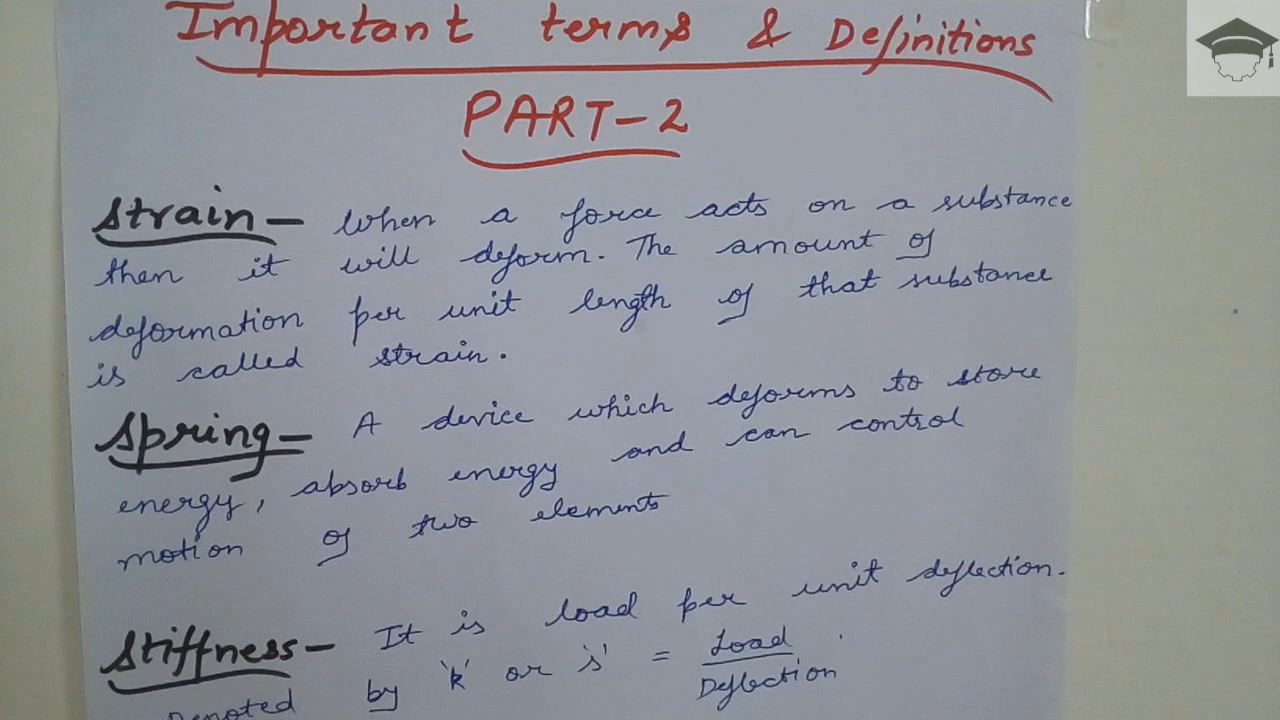 Important terms & Definitions
PART-2
Strain- When a force acts on a substance
then it will deform. The amount of
deformation per unit length of that substance
is called strain.
Spring- A device which deforms to store
energy, absorb energy and can control
motion of two elements
Stiffness- It is load per unit deflection.
Denoted by 'k' or 's' = Load
Deflection